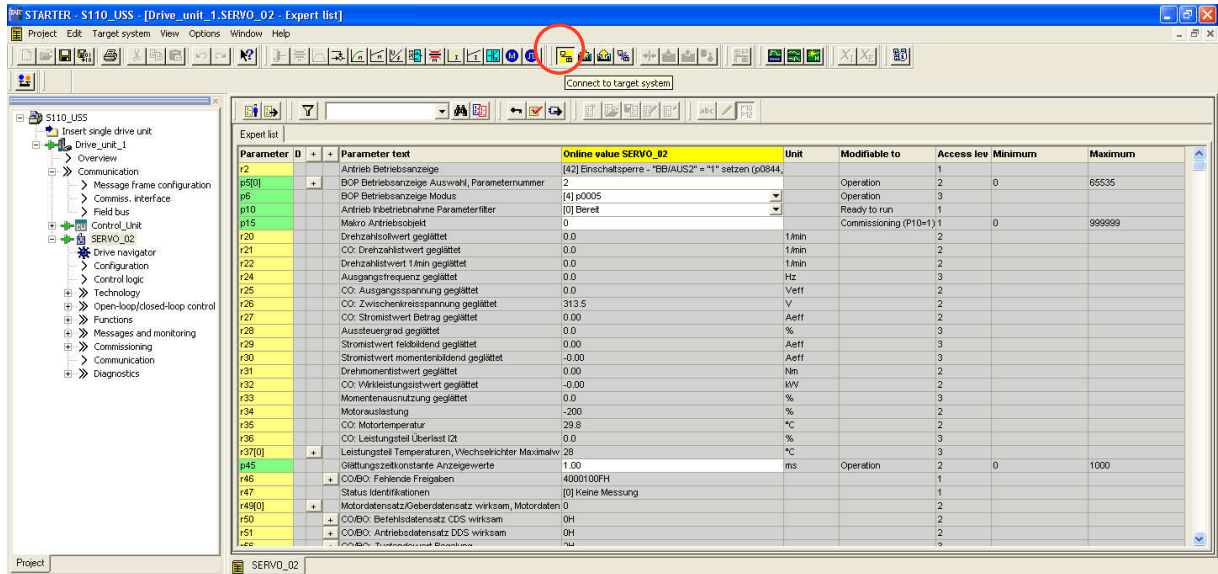 STARTER - S110_USS - [Drive_unit_1.SERVO_02 - Expert list]
Project Edit Target system View Options Window Help
Connect to target system
S110_USS
Insert single drive unit
Drive_unit_1
Overview
Communication
Message frame configuration
Commiss. interface
Field bus
Control_Unit
SERVO_02
Drive navigator
Configuration
Control logic
Technology
Open-loop/closed-loop control
Functions
Messages and monitoring
Commissioning
Communication
Diagnostics
Project
Expert list
Parameter D + + Parameter text Online value SERVO_02 Unit Modifiable to Access lev Minimum Maximum
r2 Antrieb Betriebsanzeige [42] Einschaltsperre - "BB/AUS2" = "1" setzen (p0844, 1
p5[0] + BOP Betriebsanzeige Auswahl, Parameternummer 2 Operation 2 0 65535
p6 BOP Betriebsanzeige Modus [4] p0005 Operation 2
p10 Antrieb Inbetriebnahme Parameterfilter [0] Bereit Ready to run 1
p15 Makro Antriebsobjekt 0 Commissioning (P10=1) 1 0 999999
r20 Drehzahlsollwert geglättet 0.0 1/min 2
r21 CO: Drehzahlistwert geglättet 0.0 1/min 2
r22 Drehzahlistwert 1/min geglättet 0.0 1/min 2
r24 Ausgangsfrequenz geglättet 0.0 Hz 3
r25 CO: Ausgangsspannung geglättet 0.0 Veff 2
r26 CO: Zwischenkreisspannung geglättet 313.5 V 2
r27 CO: Stromistwert Betrag geglättet 0.00 Aeff 2
r28 Aussteuergrad geglättet 0.0 % 3
r29 Stromistwert feldbildend geglättet 0.00 Aeff 3
r30 Stromistwert momentenbildend geglättet -0.00 Aeff 3
r31 Drehmomentistwert geglättet 0.00 Nm 2
r32 CO: Wirkleistungsistwert geglättet -0.00 kW 2
r33 Momentenausnutzung geglättet 0.0 % 3
r34 Motorauslastung -200 % 2
r35 CO: Motortemperatur 29.8 °C 2
r36 CO: Leistungsteil Überlast I2t 0.0 % 3
r37[0] + Leistungsteil Temperaturen, Wechselrichter Maximalw 28 °C 3
p45 Glättungszeitkonstante Anzeigewerte 1.00 ms Operation 2 0 1000
r46 + CO/BO: Fehlende Freigaben 4000100FH 1
r47 Status Identifikationen [0] Keine Messung 1
r49[0] + Motordatensatz/Geberdatensatz wirksam, Motordaten 0 2
r50 + CO/BO: Befehlsdatensatz CDS wirksam 0H 2
r51 + CO/BO: Antriebsdatensatz DDS wirksam 0H 2
SERVO_02